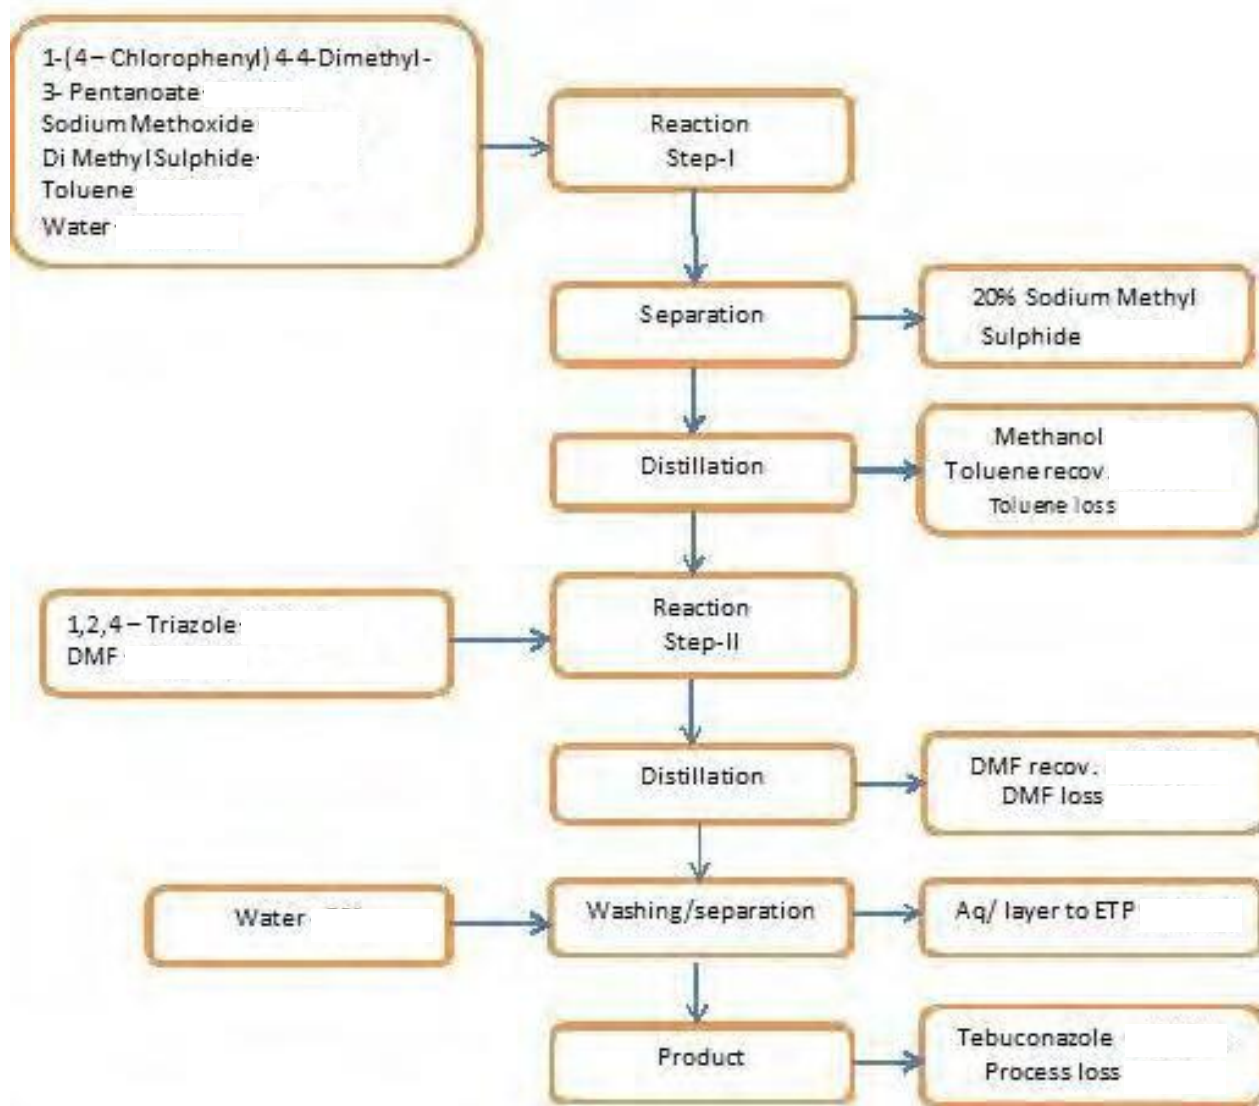 1-(4 – Chlorophenyl) 4-4-Dimethyl -
3- Pentanoate
Sodium Methoxide
Di Methyl Sulphide
Toluene
Water
Reaction
Step-I
Separation
20% Sodium Methyl
Sulphide
Distillation
Methanol
Toluene recov.
Toluene loss
1,2,4 – Triazole
DMF
Reaction
Step-II
Distillation
DMF recov.
DMF loss
Water
Washing/separation
Aq/ layer to ETP
Product
Tebuconazole
Process loss